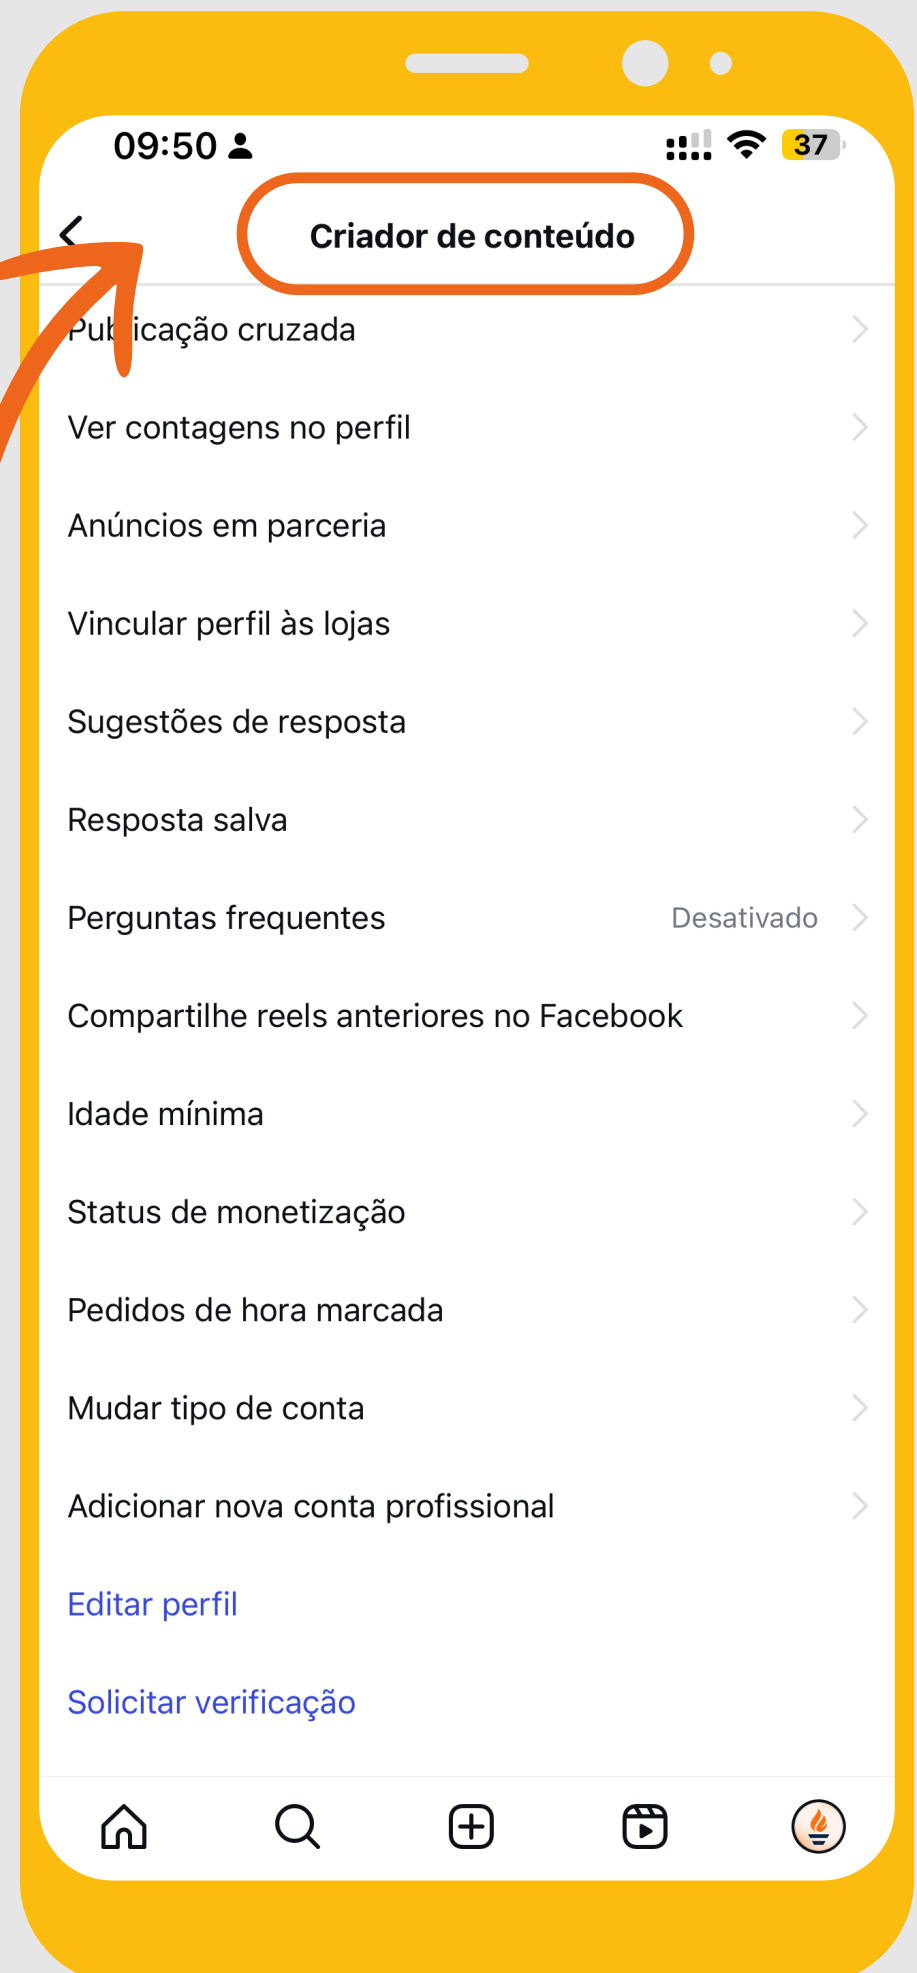 09:50
37
Criador de conteúdo
Publicação cruzada
Ver contagens no perfil
Anúncios em parceria
Vincular perfil às lojas
Sugestões de resposta
Resposta salva
Perguntas frequentes Desativado
Compartilhe reels anteriores no Facebook
Idade mínima
Status de monetização
Pedidos de hora marcada
Mudar tipo de conta
Adicionar nova conta profissional
Editar perfil
Solicitar verificação